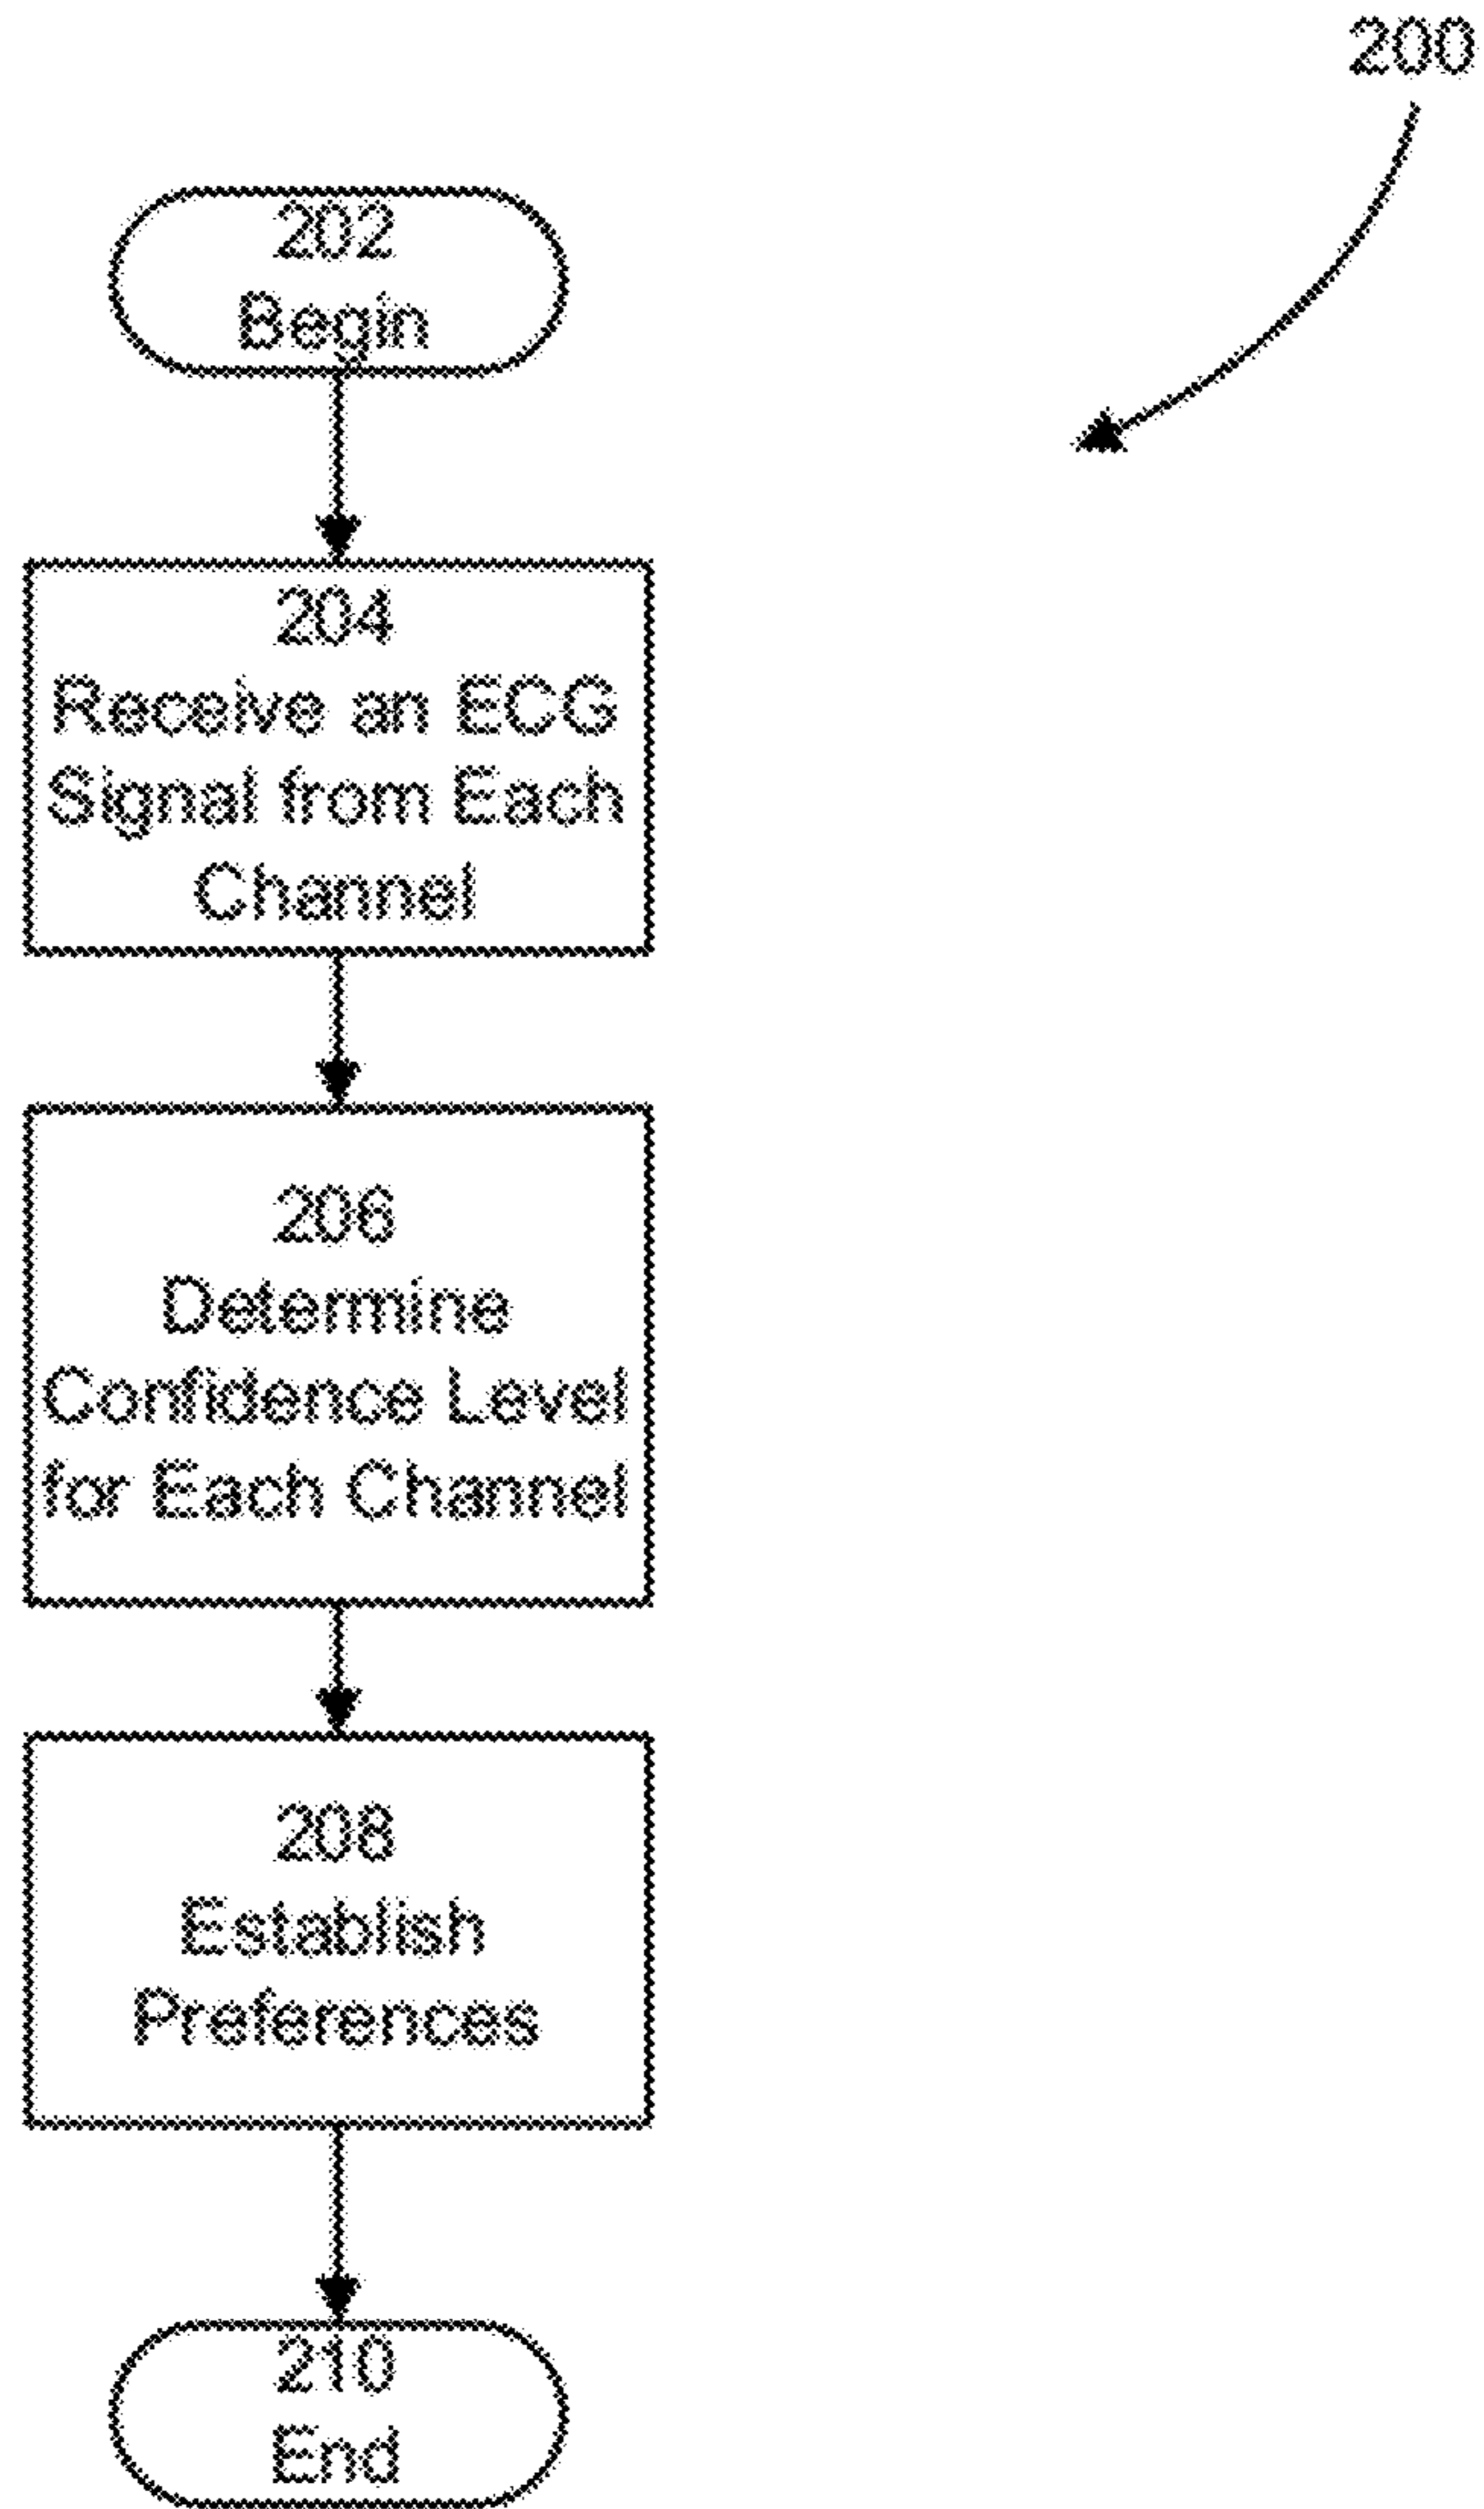 200
202
Begin
204
Receive an ECG
Signal from Each
Channel
206
Determine
Confidence Level
for Each Channel
208
Establish
Preferences
210
End